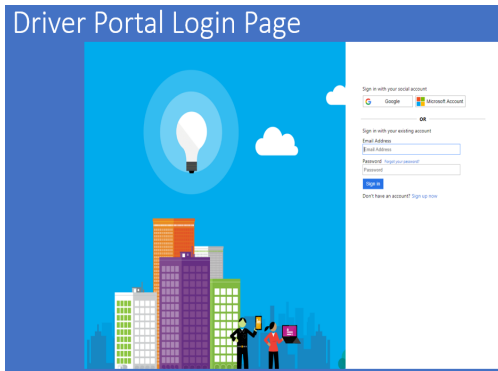 Driver Portal Login Page
Sign in with your social account
Google
Microsoft Account
OR
Sign in with your existing account
Email Address
Email Address
Password Forgot your password?
Password
Sign in
Don't have an account? Sign up now